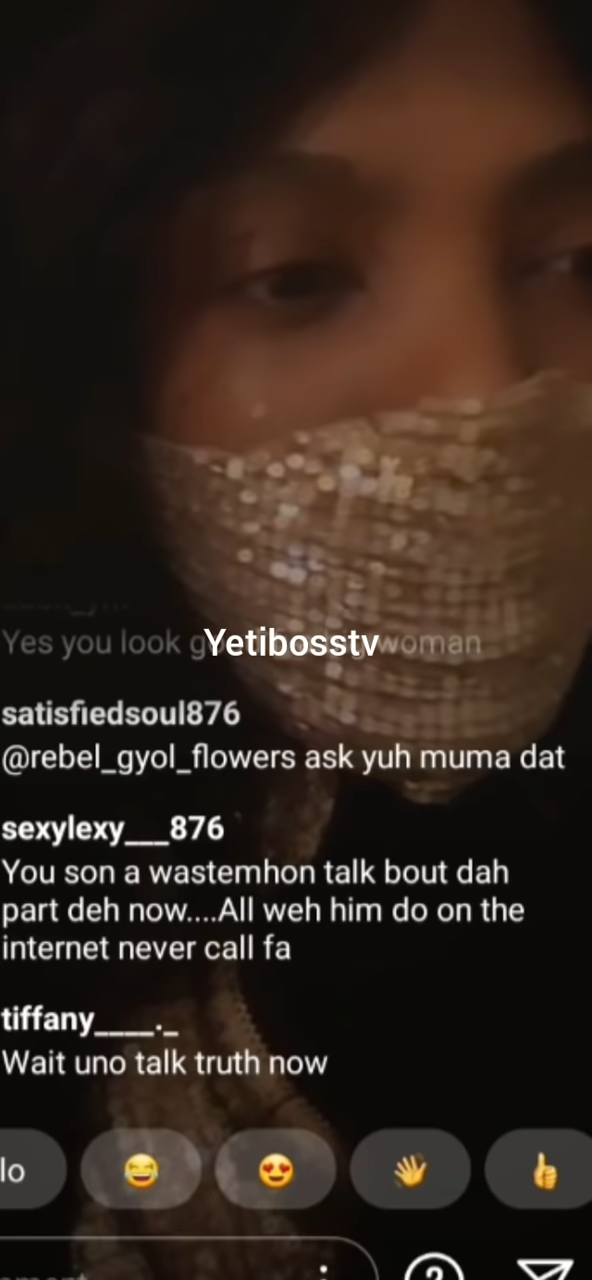 Yes you look g
woman
Yetibosstv
satisfiedsoul876
@rebel_gyol_flowers ask yuh muma dat
sexylexy___876
You son a wastemhon talk bout dah
part deh now....All weh him do on the
internet never call fa
tiffany____._
Wait uno talk truth now
lo 😂 😍 👋 👍